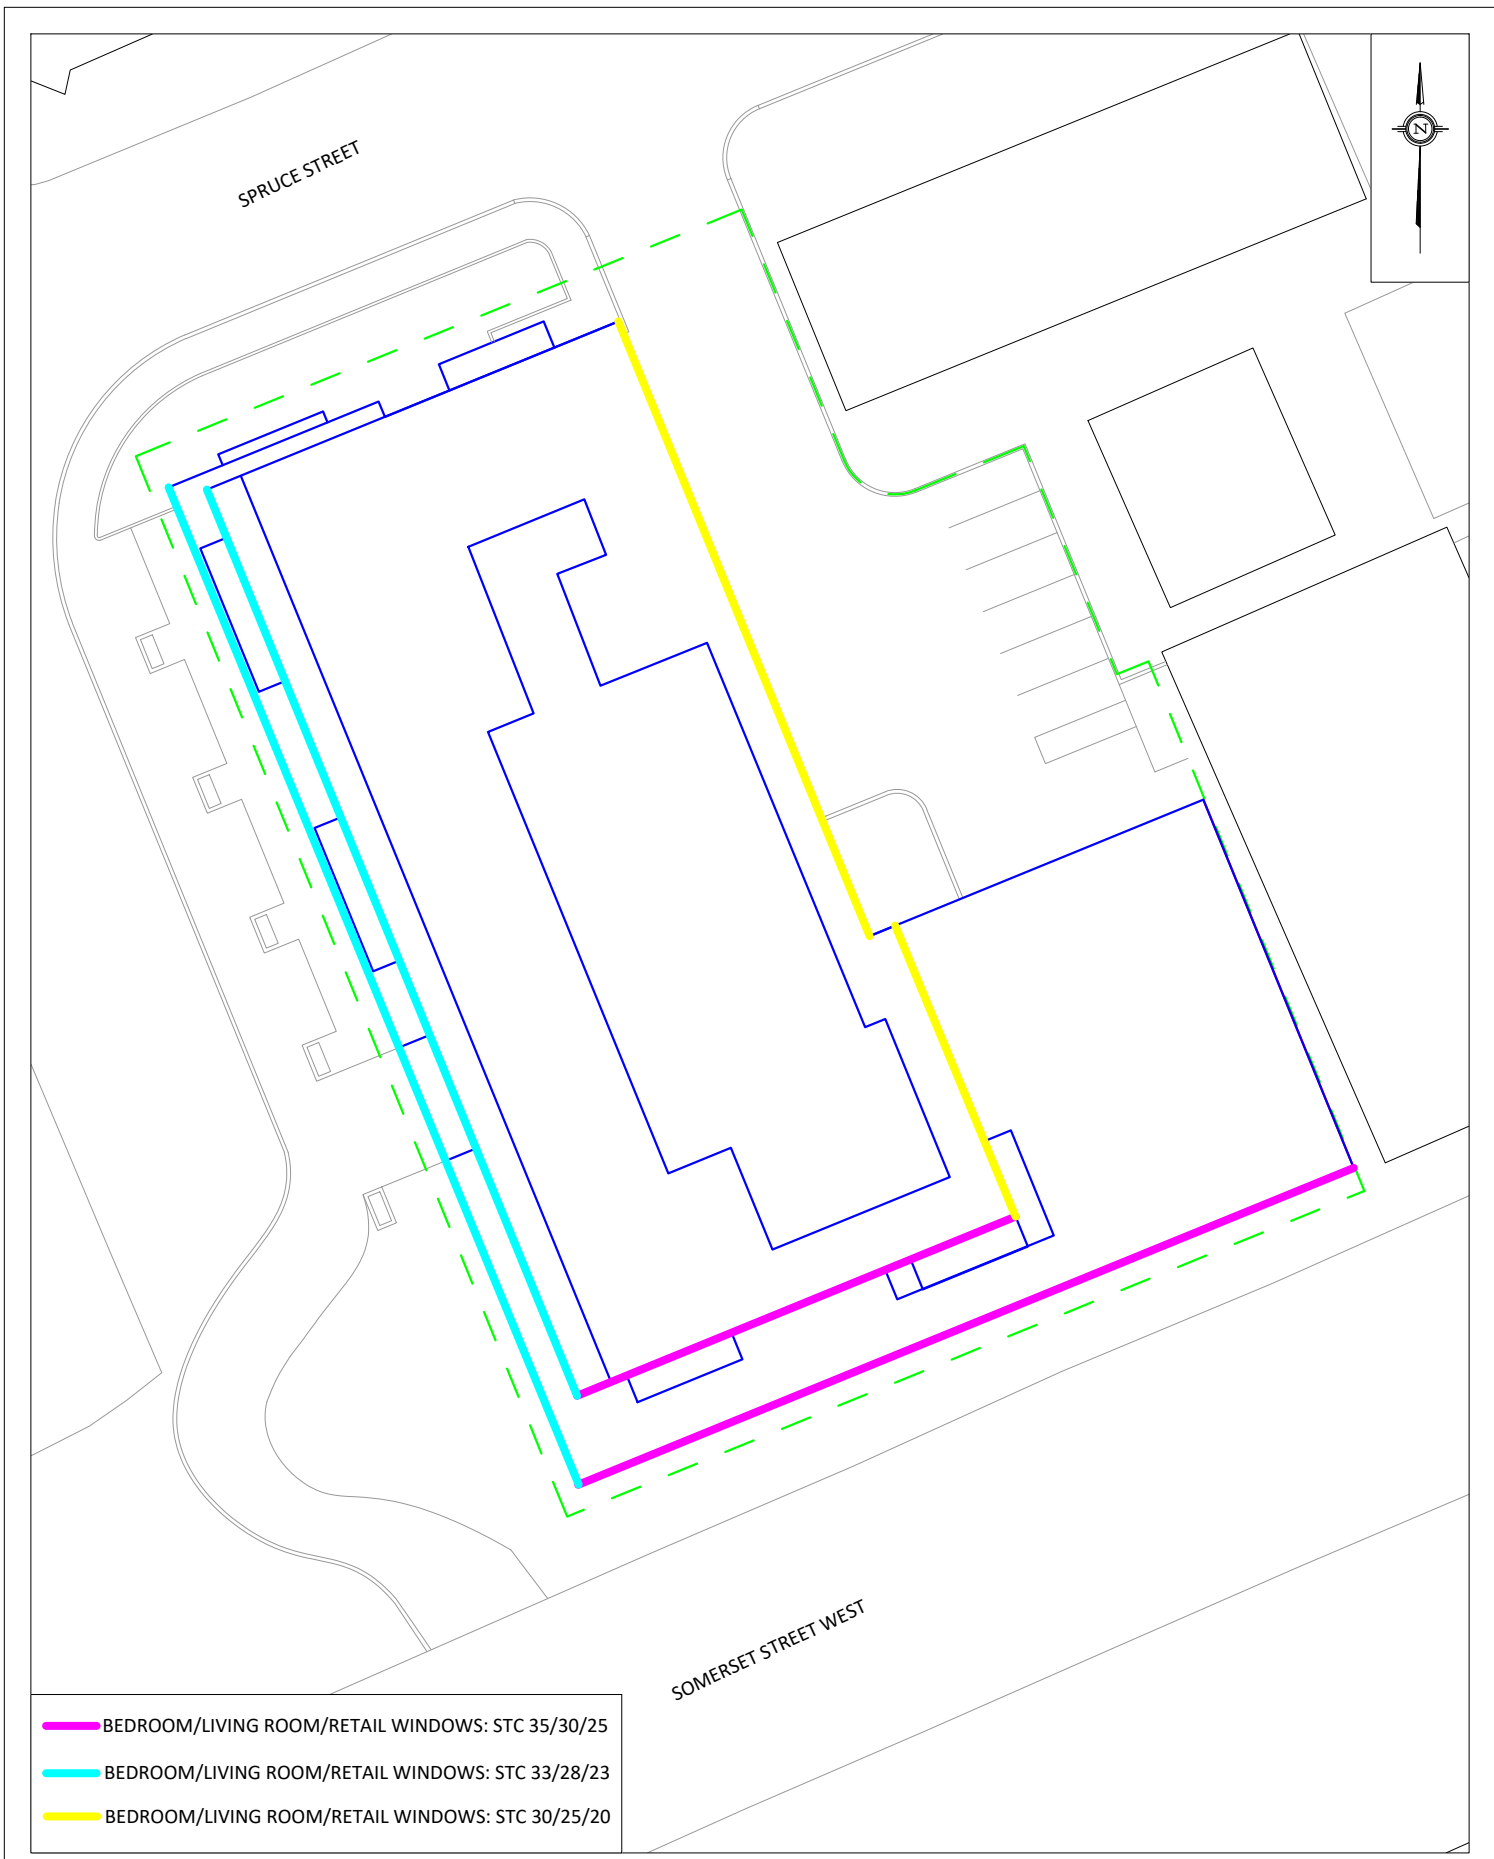 SPRUCE STREET
N
SOMERSET STREET WEST
BEDROOM/LIVING ROOM/RETAIL WINDOWS: STC 35/30/25
BEDROOM/LIVING ROOM/RETAIL WINDOWS: STC 33/28/23
BEDROOM/LIVING ROOM/RETAIL WINDOWS: STC 30/25/20